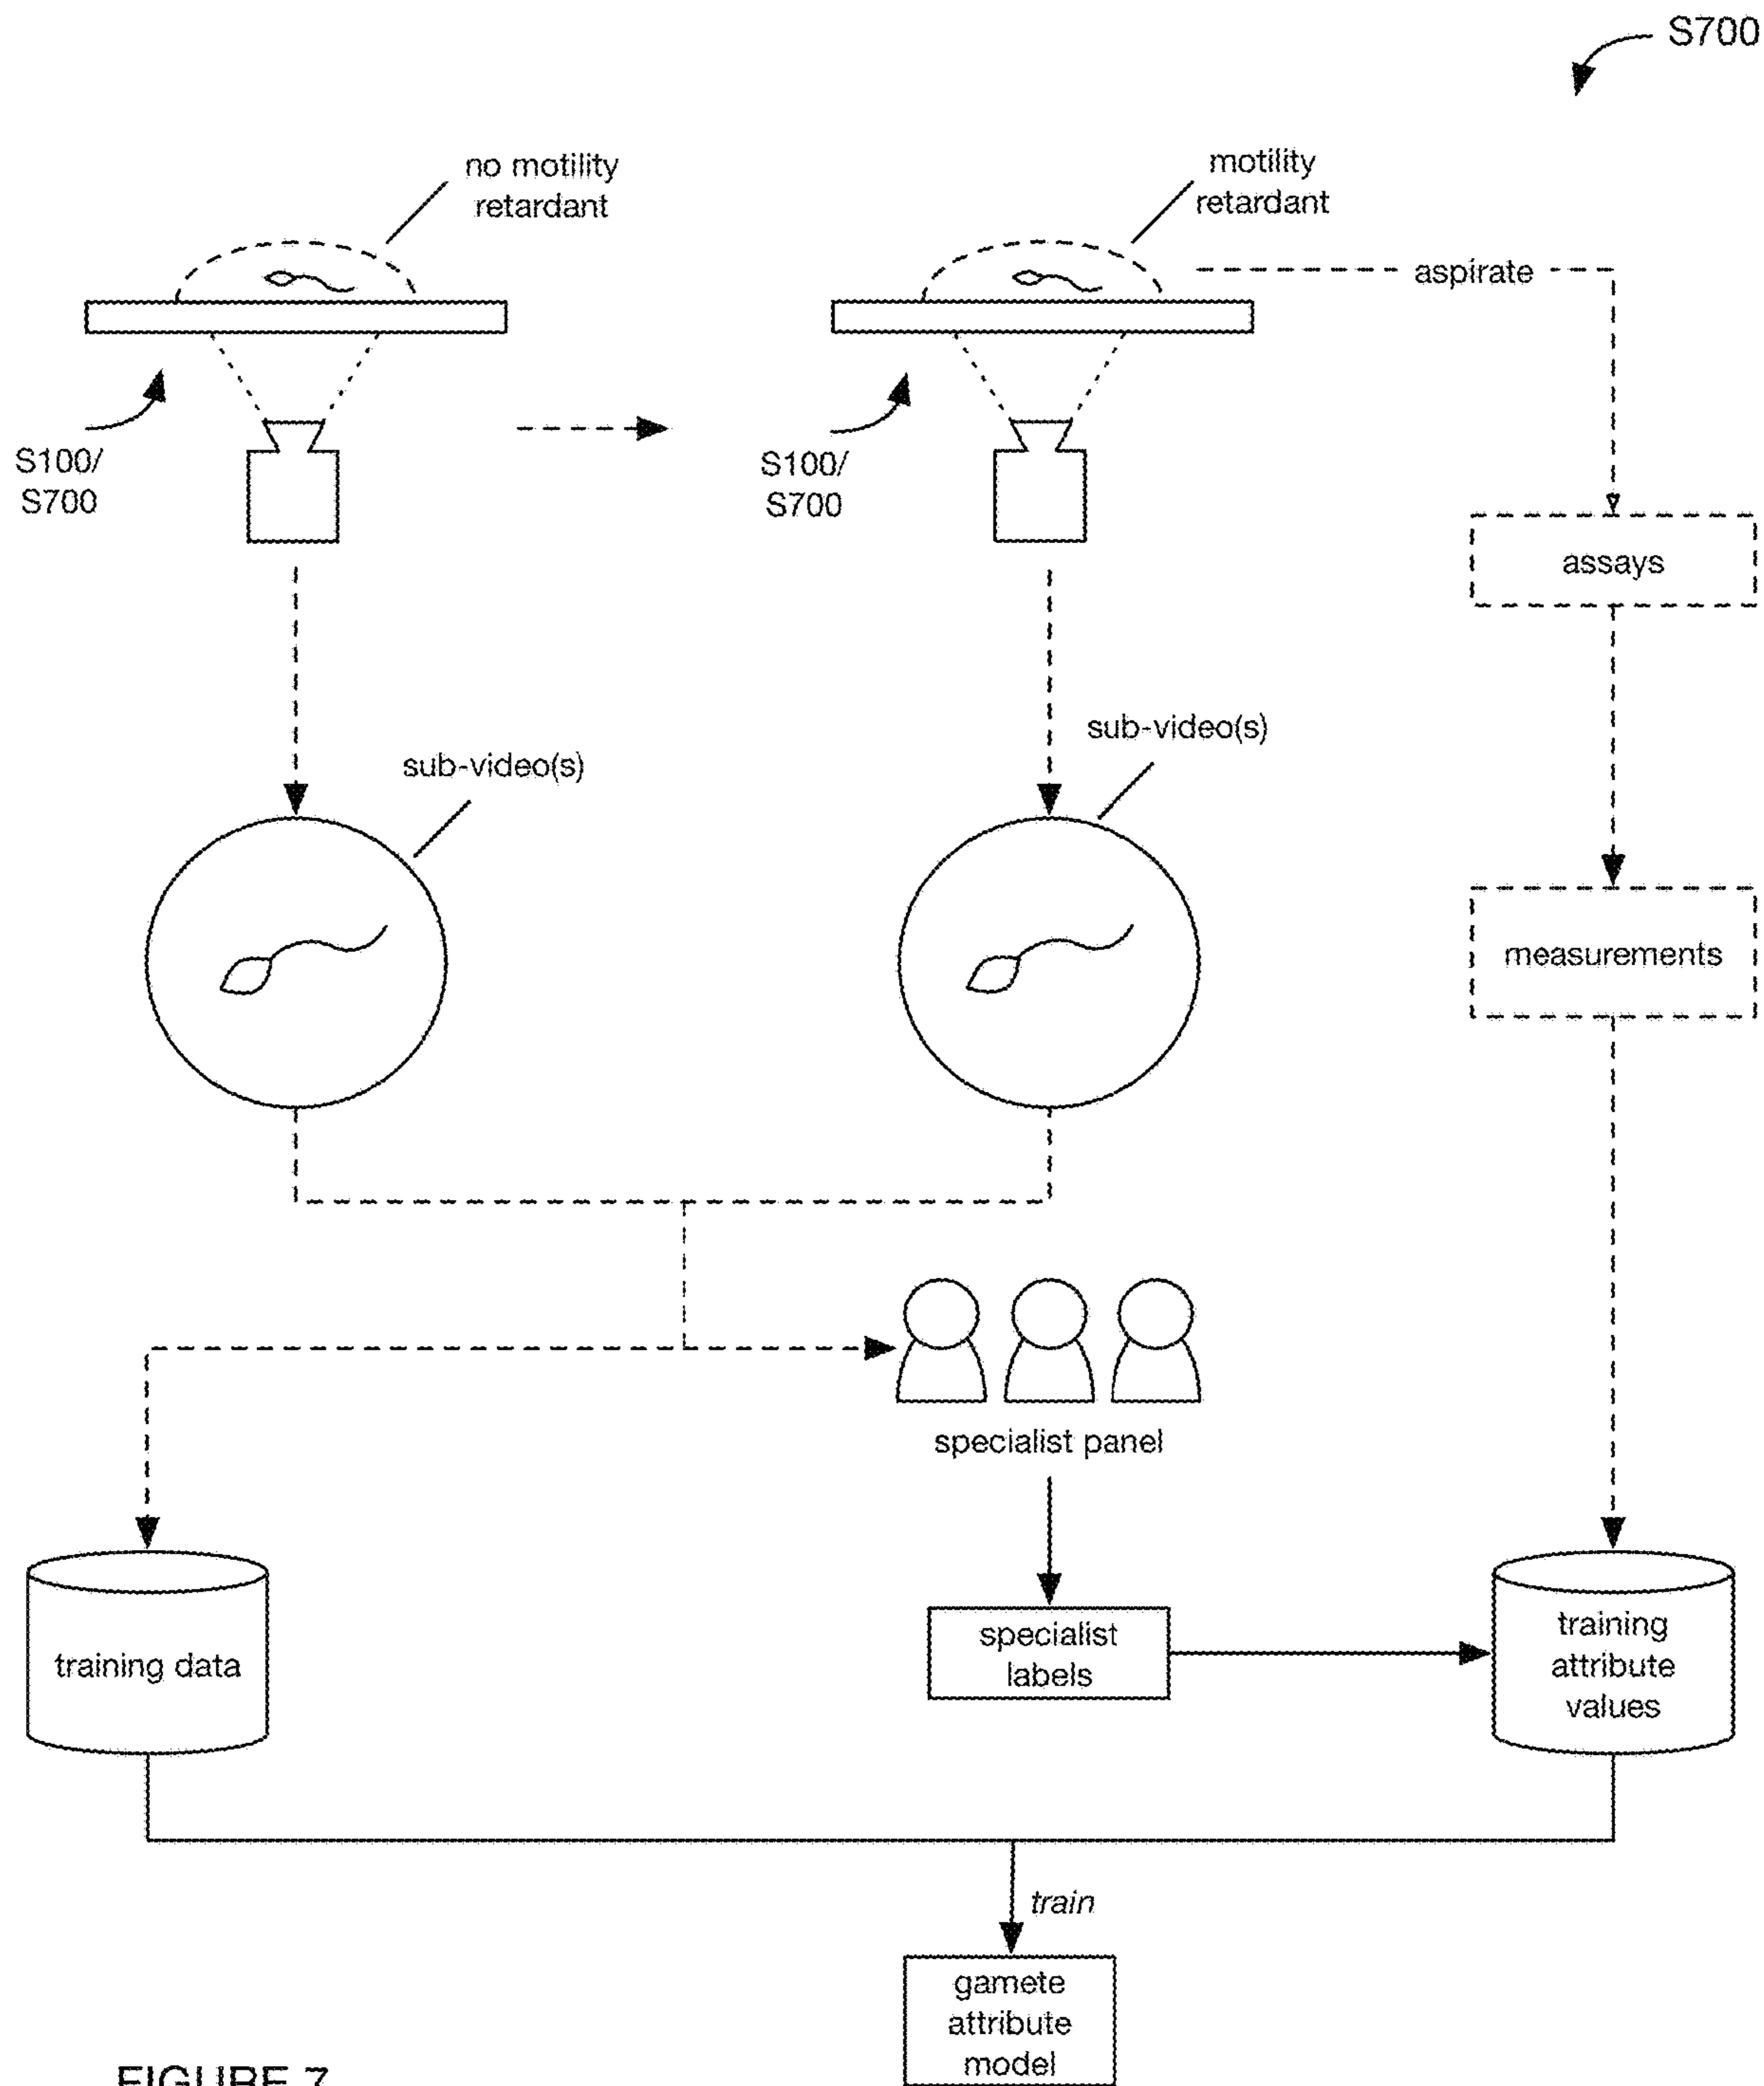 S700
no motility
retardant
motility
retardant
aspirate
S100/
S700
S100/
S700
assays
sub-video(s)
sub-video(s)
measurements
specialist panel
training data
specialist
labels
training
attribute
values
train
gamete
attribute
model
FIGURE 7